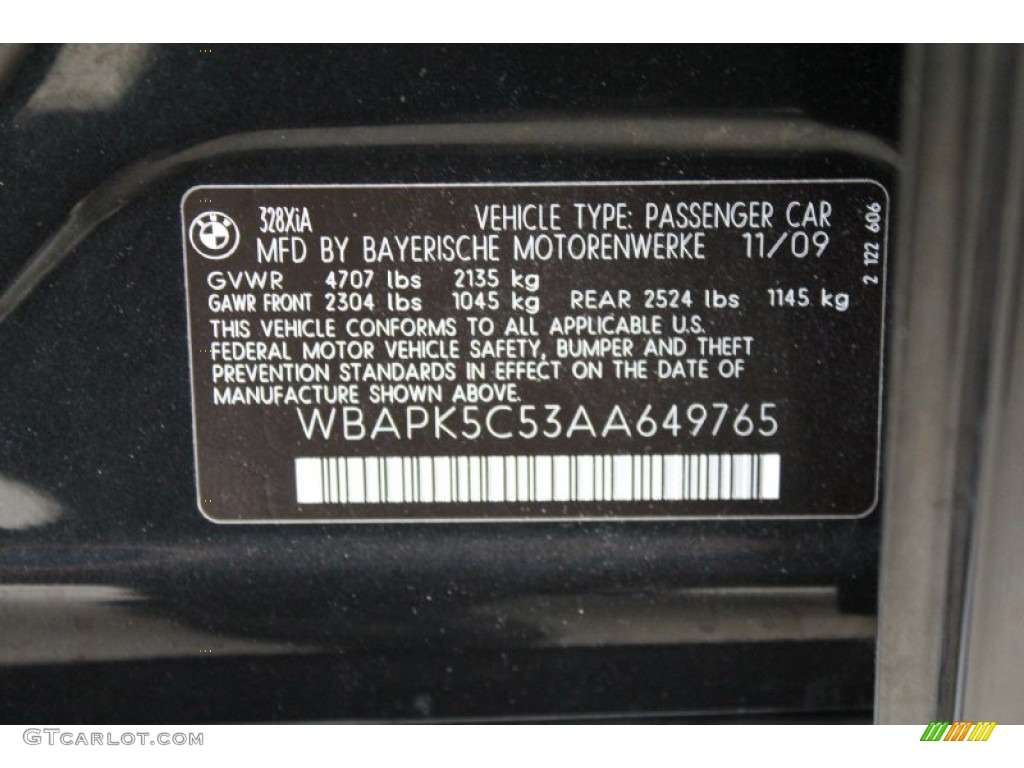 328XiA VEHICLE TYPE: PASSENGER CAR
MFD BY BAYERISCHE MOTORENWERKE 11/09
GVWR 4707 lbs 2135 kg
GAWR FRONT 2304 lbs 1045 kg REAR 2524 lbs 1145 kg
THIS VEHICLE CONFORMS TO ALL APPLICABLE U.S.
FEDERAL MOTOR VEHICLE SAFETY, BUMPER AND THEFT
PREVENTION STANDARDS IN EFFECT ON THE DATE OF
MANUFACTURE SHOWN ABOVE.
WBAPK5C53AA649765
2 122 606
GTCarLot.com